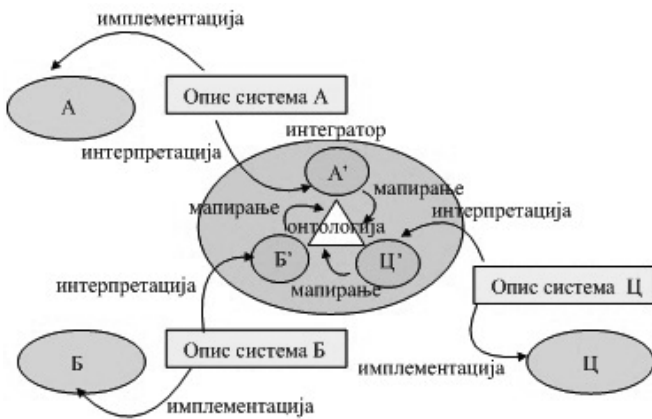 имплементација
А
Опис система А
интегратор
интерпретација
А'
мапирање
мапирање
интерпретација
онтологија
Б'
Ц'
интерпретација
мапирање
Опис система Ц
Б
Опис система Б
имплементација
Ц
имплементација